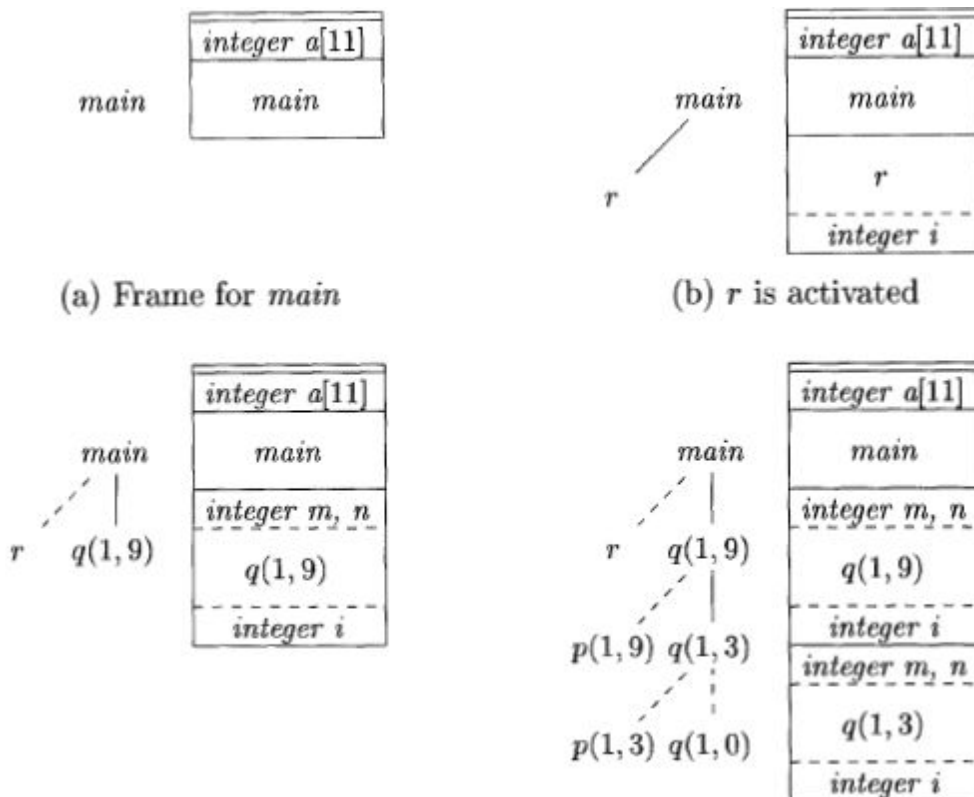 integer a[11]
main
main
(a) Frame for main
integer a[11]
main
main
r
r
integer i
(b) r is activated
integer a[11]
main
main
integer m, n
r
q(1,9)
q(1,9)
integer i
integer a[11]
main
main
integer m, n
r
q(1,9)
q(1,9)
integer i
p(1,9)
q(1,3)
integer m, n
q(1,3)
p(1,3)
q(1,0)
integer i